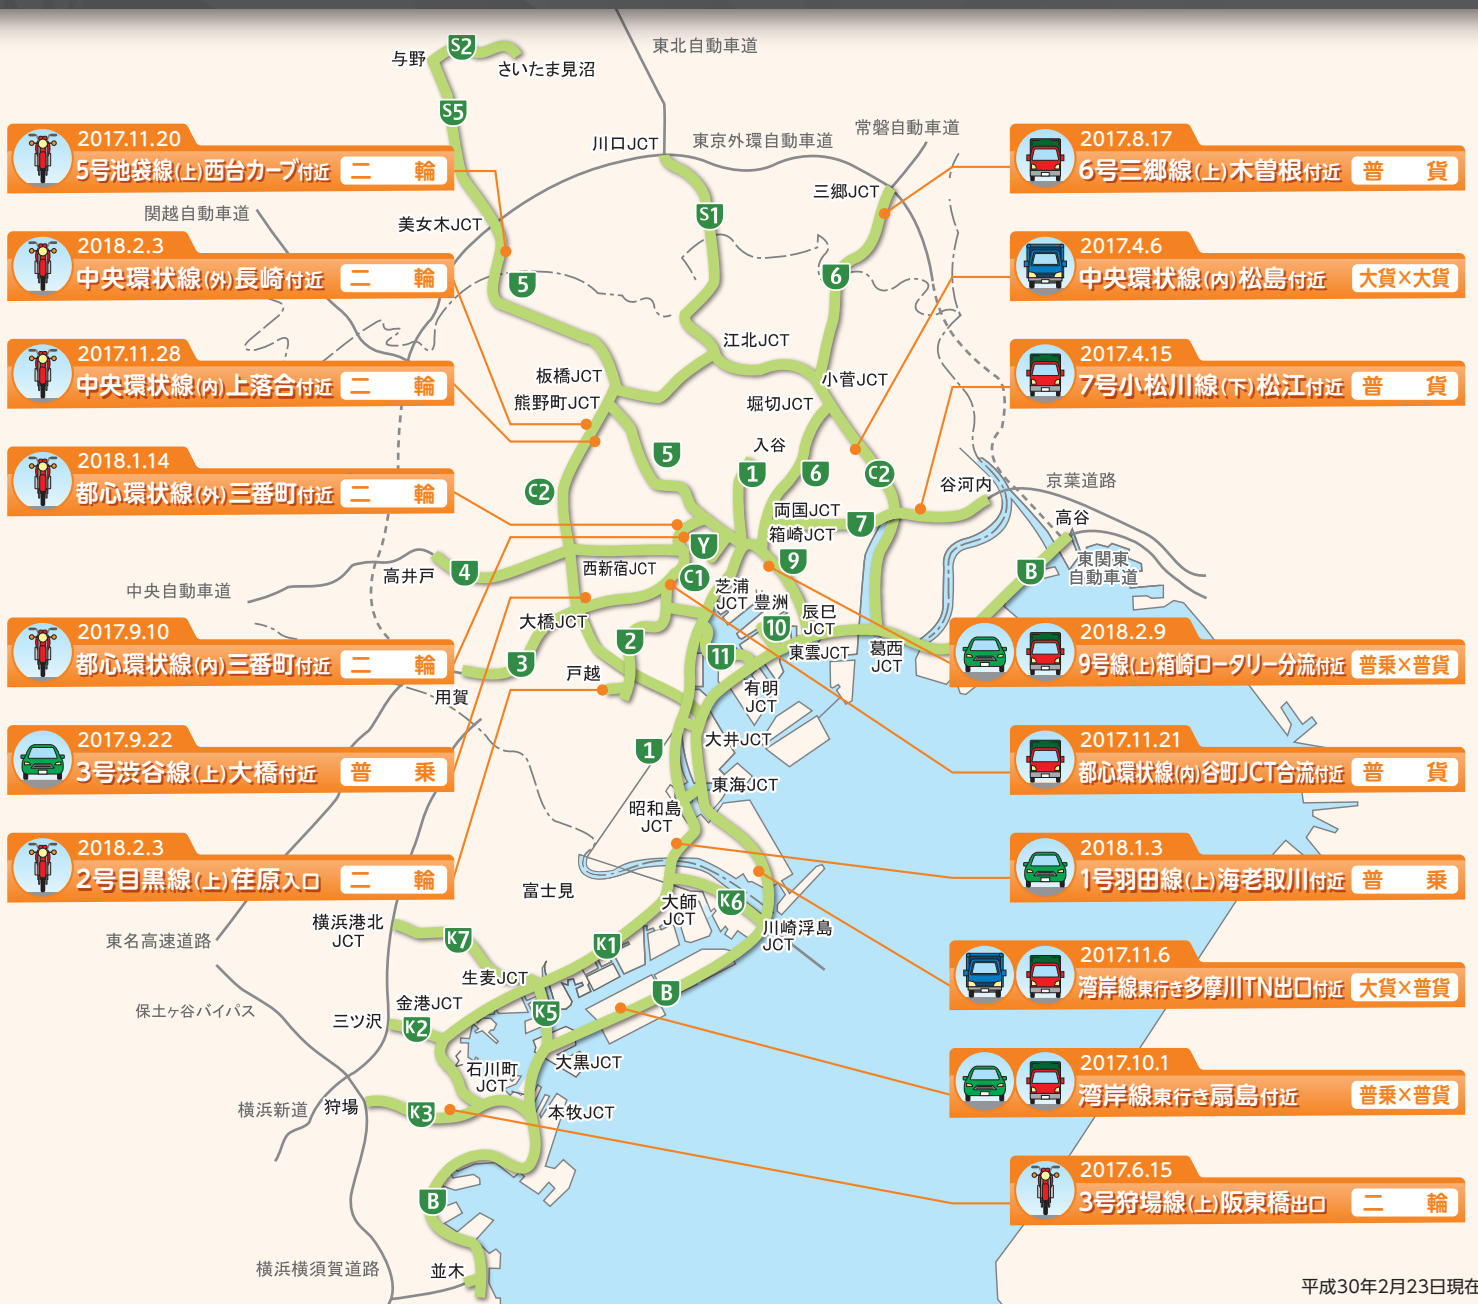 与野
S2
さいたま見沼
東北自動車道
S5
川口JCT
東京外環自動車道
常磐自動車道
三郷JCT
関越自動車道
美女木JCT
S1
5
6
江北JCT
板橋JCT
熊野町JCT
小菅JCT
堀切JCT
入谷
5
1
6
C2
C2
谷河内
京葉道路
高谷
両国JCT
7
箱崎JCT
9
Y
東関東
自動車道
B
高井戸
4
西新宿JCT
C1
芝浦
JCT
豊洲
辰巳
JCT
中央自動車道
大橋JCT
2
10
11
東雲JCT
葛西
JCT
3
戸越
用賀
有明
JCT
1
大井JCT
東海JCT
昭和島
JCT
富士見
大師
JCT
K6
川崎浮島
JCT
横浜港北
JCT
K7
K1
東名高速道路
生麦JCT
B
金港JCT
保土ヶ谷バイパス
三ツ沢
K2
K5
石川町
JCT
大黒JCT
横浜新道
狩場
K3
本牧JCT
B
横浜横須賀道路
並木
2017.11.20
5号池袋線(上)西台カーブ付近 二 輪
2018.2.3
中央環状線(外)長崎付近 二 輪
2017.11.28
中央環状線(内)上落合付近 二 輪
2018.1.14
都心環状線(外)三番町付近 二 輪
2017.9.10
都心環状線(内)三番町付近 二 輪
2017.9.22
3号渋谷線(上)大橋付近 普 乗
2018.2.3
2号目黒線(上)荏原入口 二 輪
2017.8.17
6号三郷線(上)木曽根付近 普 貨
2017.4.6
中央環状線(内)松島付近 大貨×大貨
2017.4.15
7号小松川線(下)松江付近 普 貨
2018.2.9
9号線(上)箱崎ロータリー分流付近 普乗×普貨
2017.11.21
都心環状線(内)谷町JCT合流付近 普 貨
2018.1.3
1号羽田線(上)海老取川付近 普 乗
2017.11.6
湾岸線東行き多摩川TN出口付近 大貨×普貨
2017.10.1
湾岸線東行き扇島付近 普乗×普貨
2017.6.15
3号狩場線(上)阪東橋出口 二 輪
平成30年2月23日現在